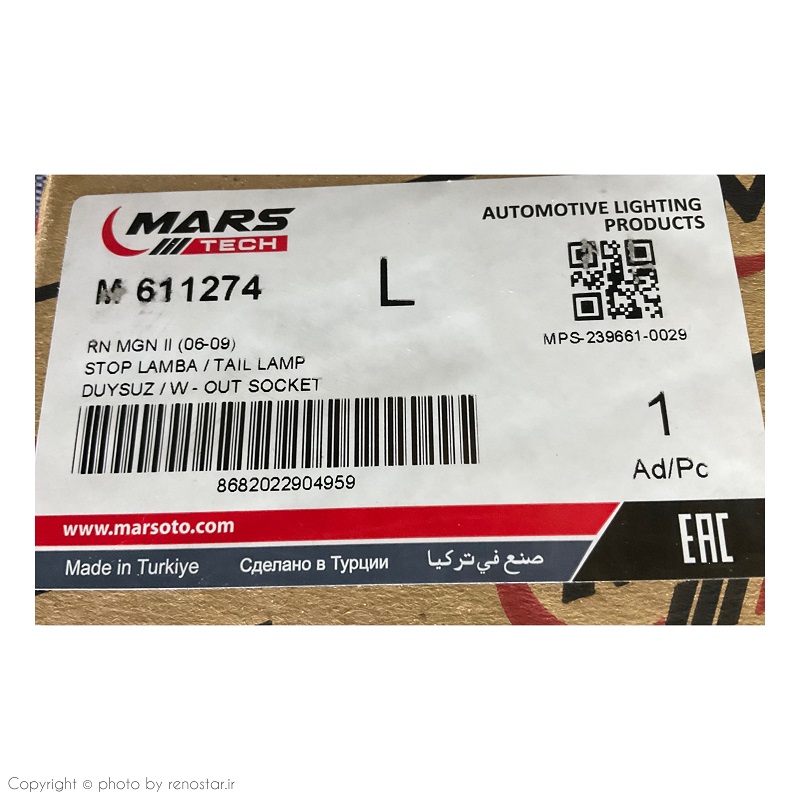 MARS
TECH
AUTOMOTIVE LIGHTING
PRODUCTS
M 611274
L
MPS-239661-0029
RN MGN II (06-09)
STOP LAMBA / TAIL LAMP
DUYSUZ / W - OUT SOCKET
8682022904959
1
Ad/Pc
www.marsoto.com
EAC
Made in Turkiye
Сделано в Турции
صنع في تركيا
Copyright © photo by renostar.ir